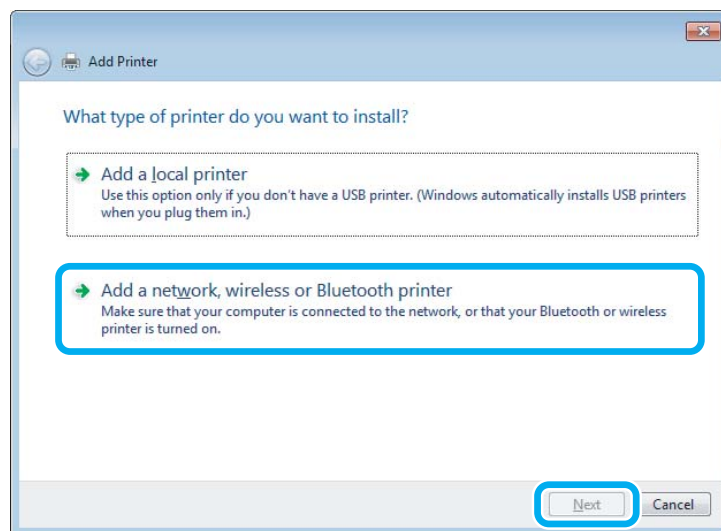 Add Printer
What type of printer do you want to install?
Add a local printer
Use this option only if you don't have a USB printer. (Windows automatically installs USB printers
when you plug them in.)
Add a network, wireless or Bluetooth printer
Make sure that your computer is connected to the network, or that your Bluetooth or wireless
printer is turned on.
Next
Cancel